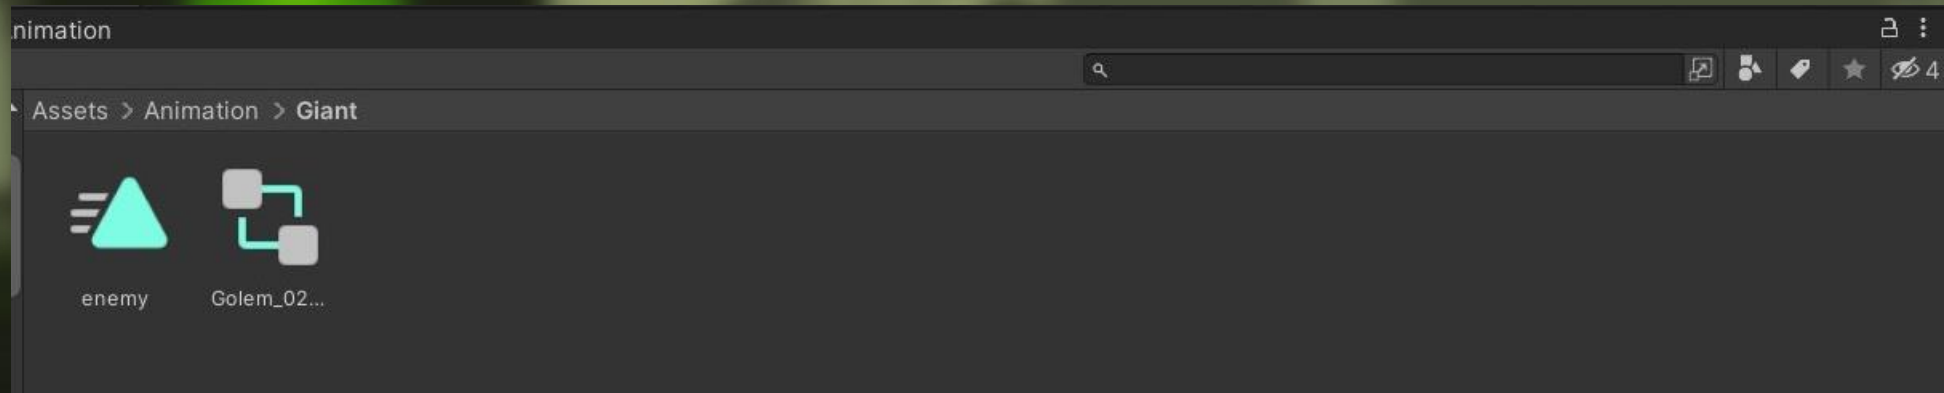 nimation
4
Assets > Animation > Giant
enemy
Golem_02...